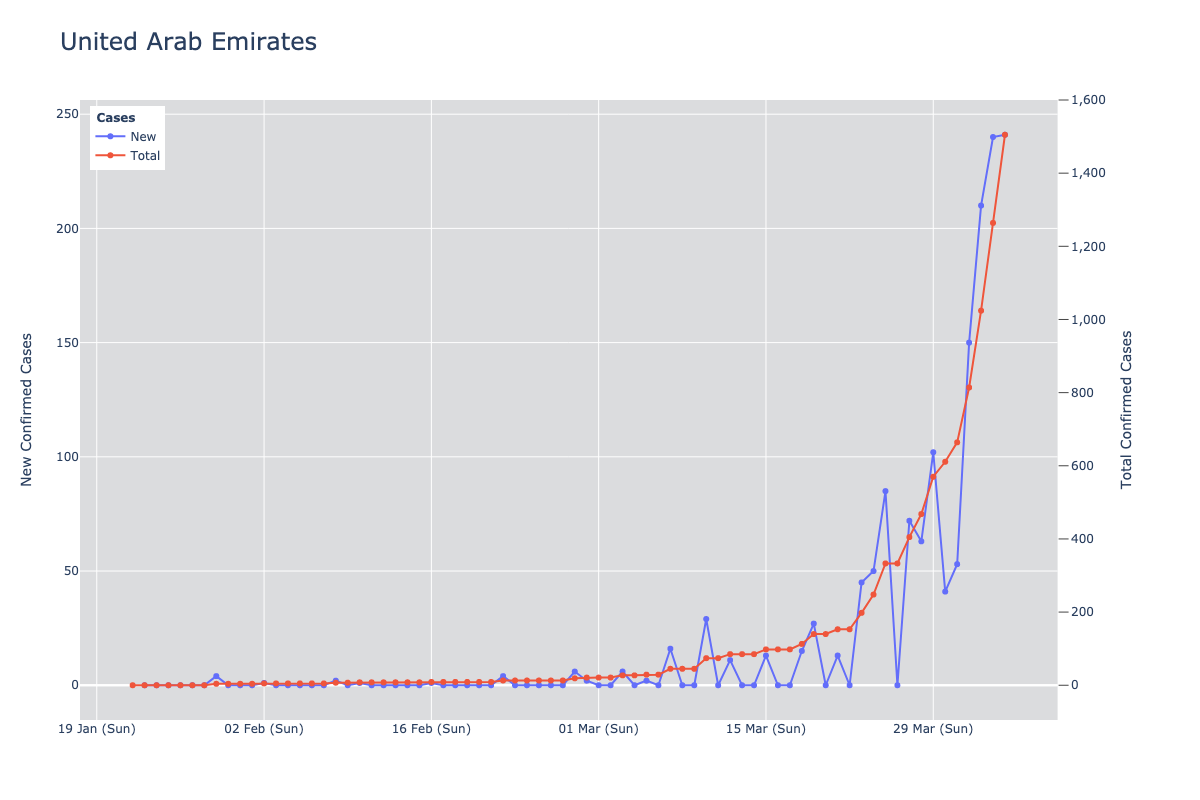 United Arab Emirates
Cases
New
Total
250
200
150
100
50
0
New Confirmed Cases
1,600
1,400
1,200
1,000
800
600
400
200
0
Total Confirmed Cases
19 Jan (Sun)
02 Feb (Sun)
16 Feb (Sun)
01 Mar (Sun)
15 Mar (Sun)
29 Mar (Sun)